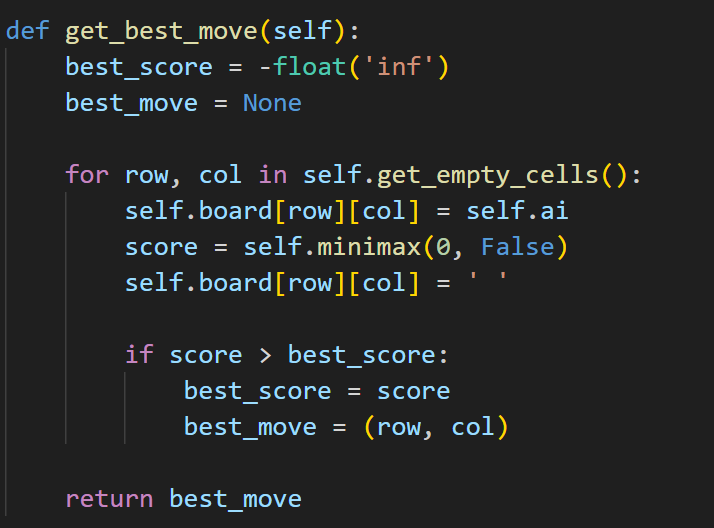 def get_best_move(self):
    best_score = -float('inf')
    best_move = None

    for row, col in self.get_empty_cells():
        self.board[row][col] = self.ai
        score = self.minimax(0, False)
        self.board[row][col] = ' '

        if score > best_score:
            best_score = score
            best_move = (row, col)

    return best_move